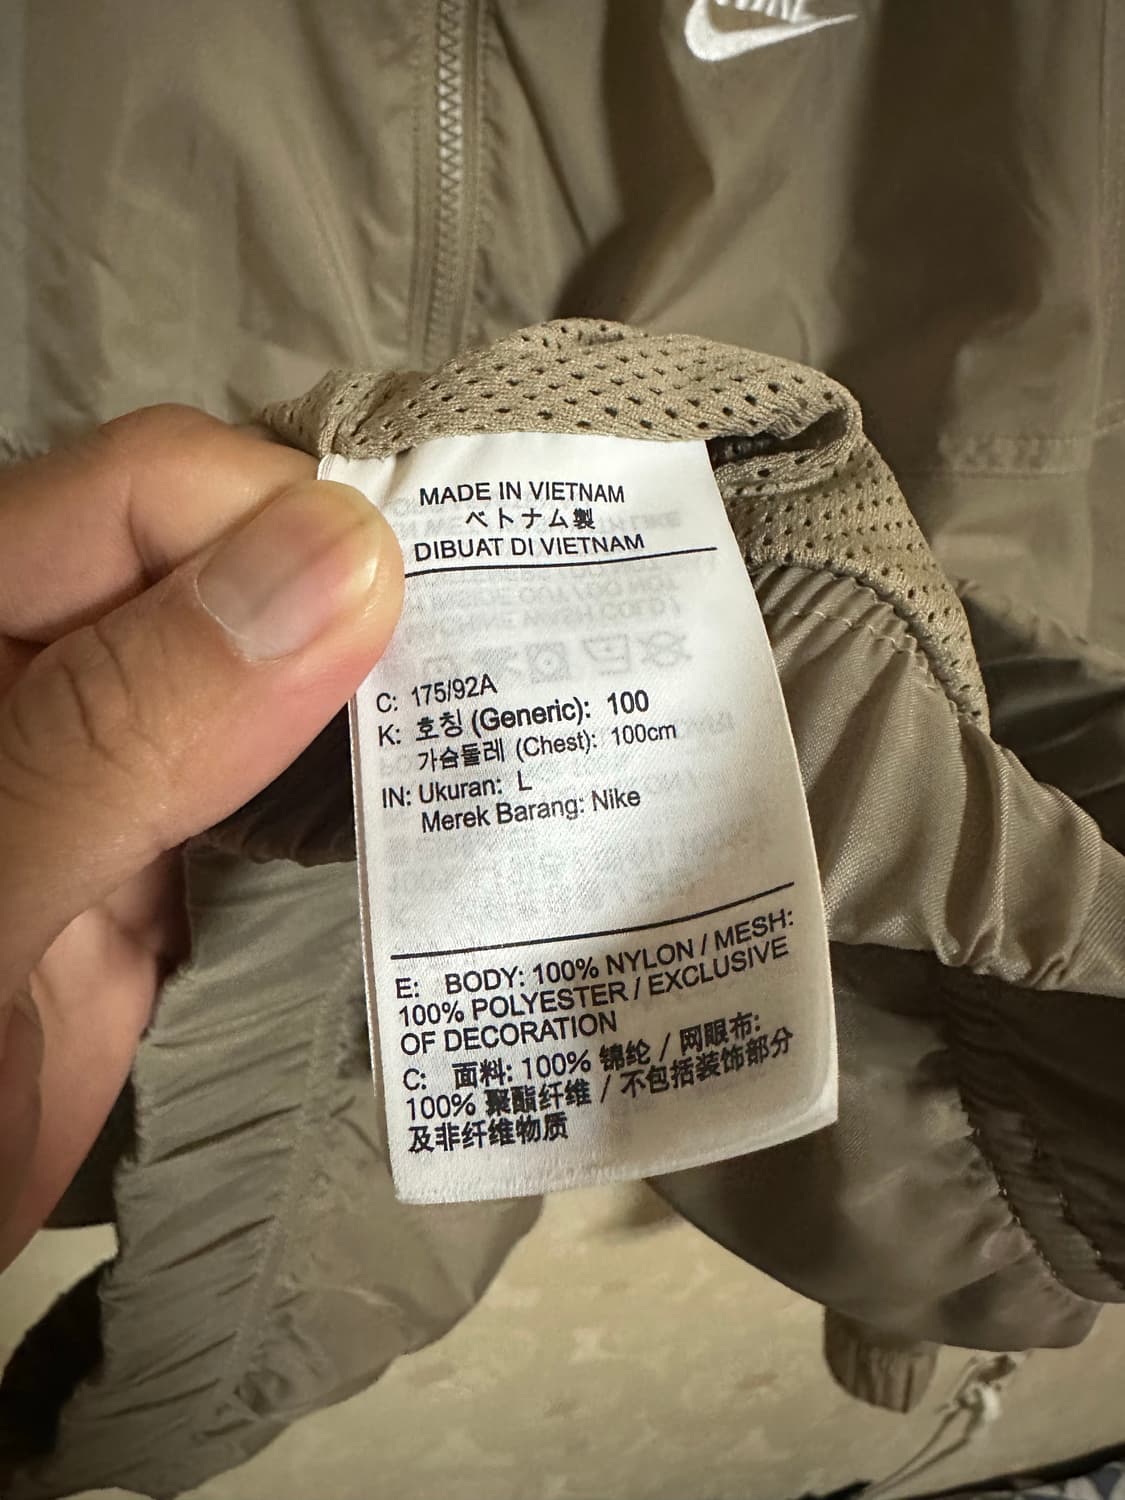 MADE IN VIETNAM
ベトナム製
DIBUAT DI VIETNAM
C: 175/92A
K: 호칭 (Generic): 100
가슴둘레 (Chest): 100cm
IN: Ukuran: L
Merek Barang: Nike
E: BODY: 100% NYLON / MESH:
100% POLYESTER / EXCLUSIVE
OF DECORATION
C: 面料: 100% 锦纶 / 网眼布:
100% 聚酯纤维 / 不包括装饰部分
及非纤维物质